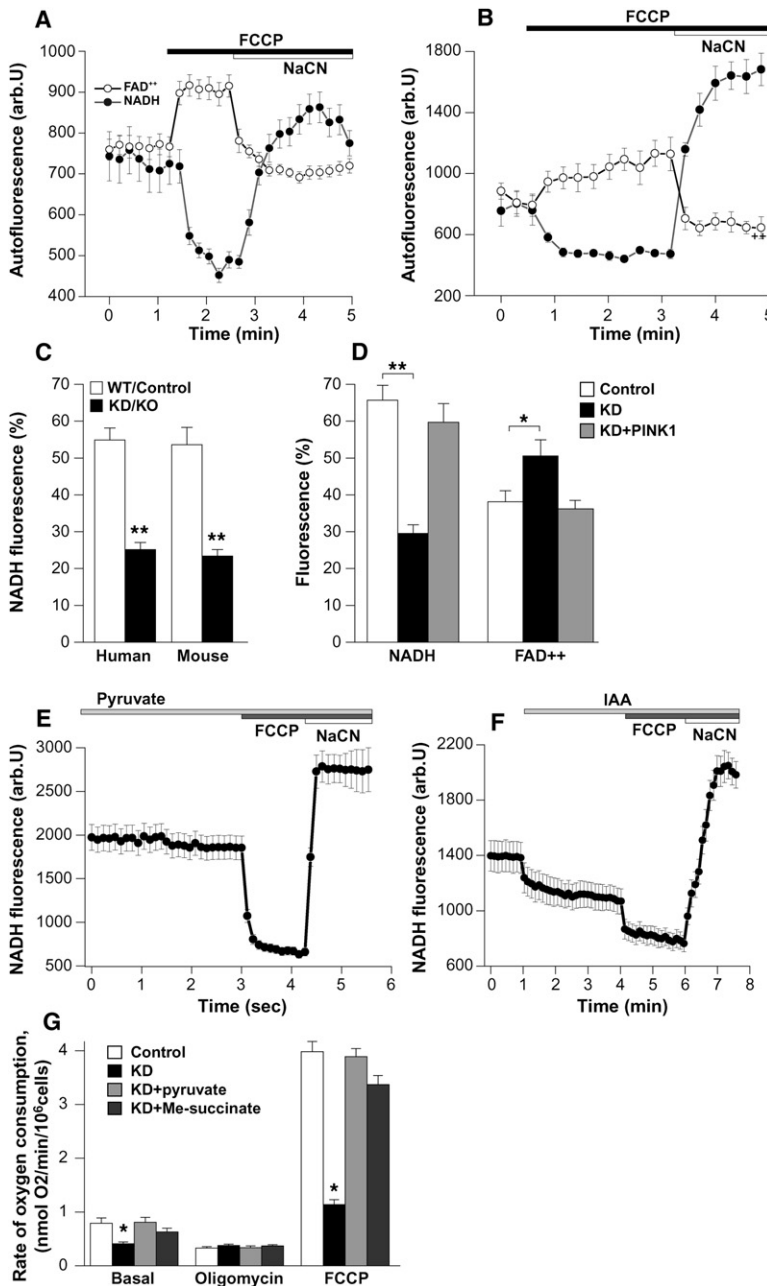 A
FCCP
NaCN
Autofluorescence (arb.U)
1000
900
800
700
600
500
400
FAD++
NADH
0 1 2 3 4 5
Time (min)
B
FCCP
NaCN
Autofluorescence (arb.U)
1800
1400
1000
600
200
++
0 1 2 3 4 5
Time (min)
C
NADH fluorescence (%)
70
60
50
40
30
20
10
0
WT/Control
KD/KO
**
**
Human Mouse
D
Fluorescence (%)
70
60
50
40
30
20
10
0
**
*
Control
KD
KD+PINK1
NADH FAD++
E
Pyruvate
FCCP
NaCN
NADH fluorescence (arb.U)
3000
2500
2000
1500
1000
500
0 1 2 3 4 5 6
Time (sec)
F
IAA
FCCP
NaCN
NADH fluorescence (arb.U)
2200
1800
1400
1000
600
0 1 2 3 4 5 6 7 8
Time (min)
G
Rate of oxygen consumption,
(nmol O2/min/10⁶cells)
4
3
2
1
0
Control
KD
KD+pyruvate
KD+Me-succinate
*
*
Basal Oligomycin FCCP